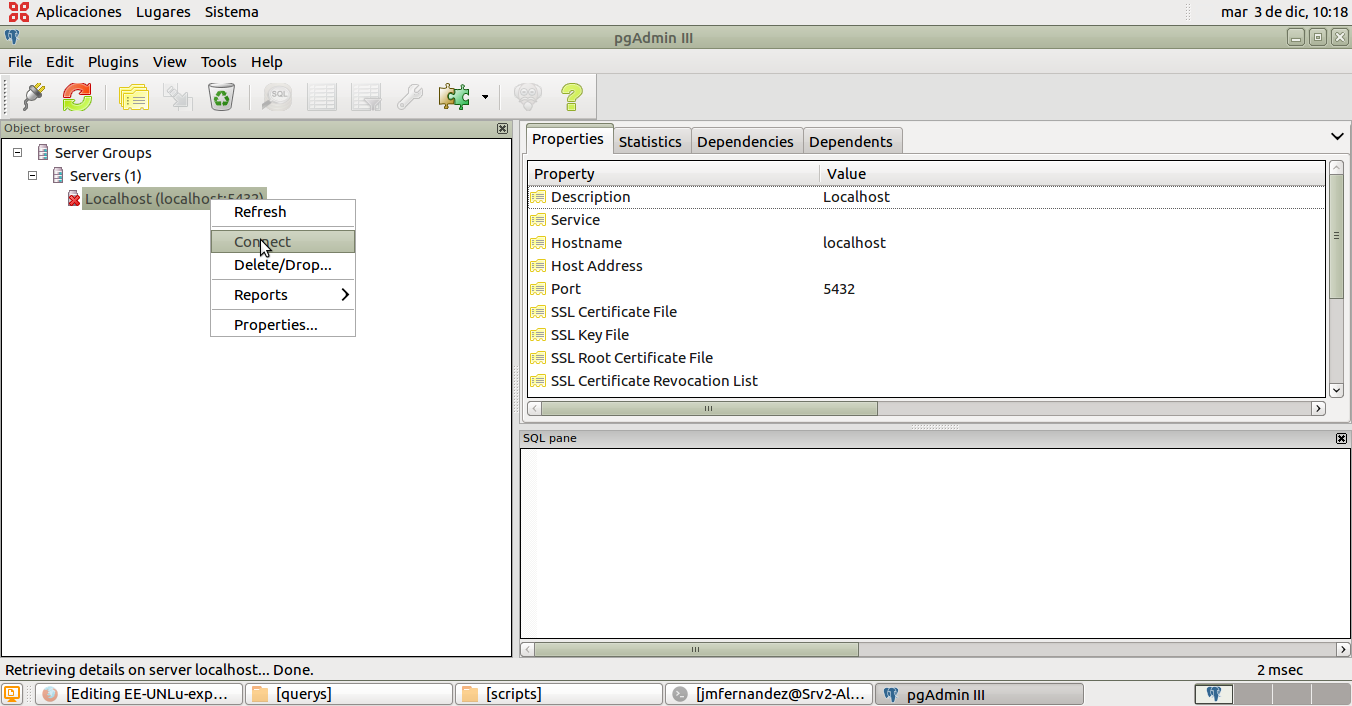 Aplicaciones Lugares Sistema mar 3 de dic, 10:18
pgAdmin III
File Edit Plugins View Tools Help
SQL
Object browser
Server Groups
Servers (1)
Localhost (localhost:5432)
Refresh
Connect
Delete/Drop...
Reports
Properties...
Properties Statistics Dependencies Dependents
Property Value
Description Localhost
Service
Hostname localhost
Host Address
Port 5432
SSL Certificate File
SSL Key File
SSL Root Certificate File
SSL Certificate Revocation List
SQL pane
Retrieving details on server localhost... Done. 2 msec
[Editing EE-UNLu-exp... [querys] [scripts] [jmfernandez@Srv2-Al... pgAdmin III